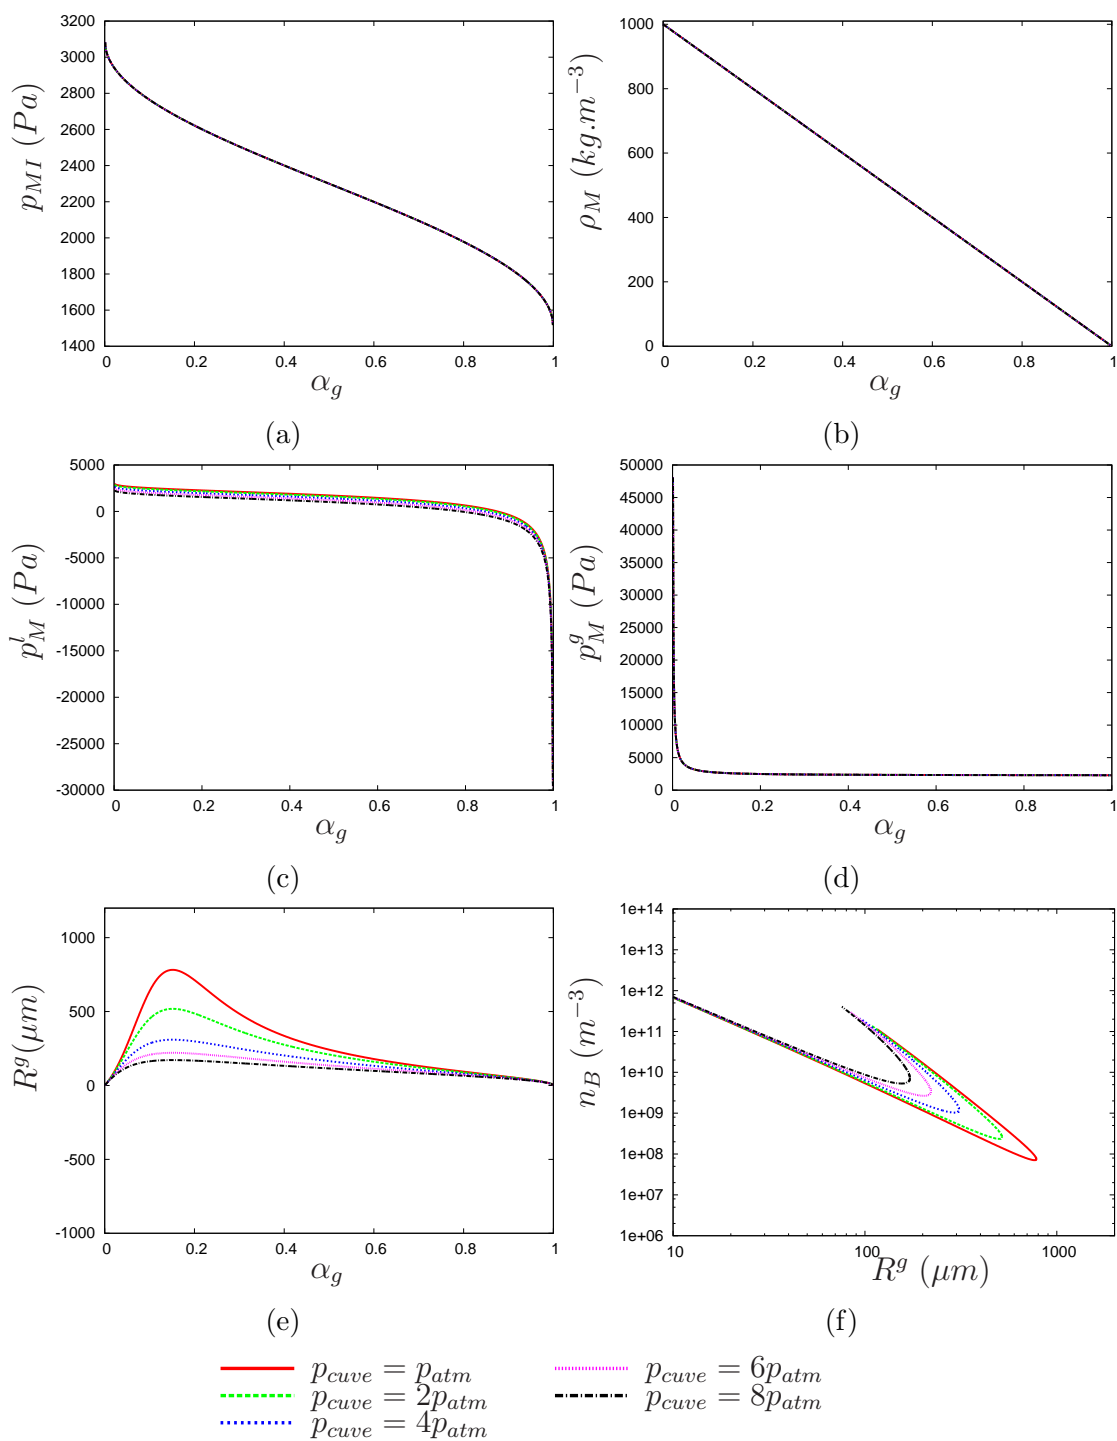 3200
3000
2800
2600
2400
2200
2000
1800
1600
1400
0
0.2
0.4
0.6
0.8
1
p_{MI} (Pa)
α_g
(a)
1000
800
600
400
200
0
0
0.2
0.4
0.6
0.8
1
ρ_M (kg.m^{-3})
α_g
(b)
5000
0
-5000
-10000
-15000
-20000
-25000
-30000
0
0.2
0.4
0.6
0.8
1
p_M^l (Pa)
α_g
(c)
50000
45000
40000
35000
30000
25000
20000
15000
10000
5000
0
0
0.2
0.4
0.6
0.8
1
p_M^g (Pa)
α_g
(d)
1000
500
0
-500
-1000
0
0.2
0.4
0.6
0.8
1
R^g (μm)
α_g
(e)
1e+14
1e+13
1e+12
1e+11
1e+10
1e+09
1e+08
1e+07
1e+06
10
100
1000
n_B (m^{-3})
R^g (μm)
(f)
p_{cuve} = p_{atm}
p_{cuve} = 2p_{atm}
p_{cuve} = 4p_{atm}
p_{cuve} = 6p_{atm}
p_{cuve} = 8p_{atm}